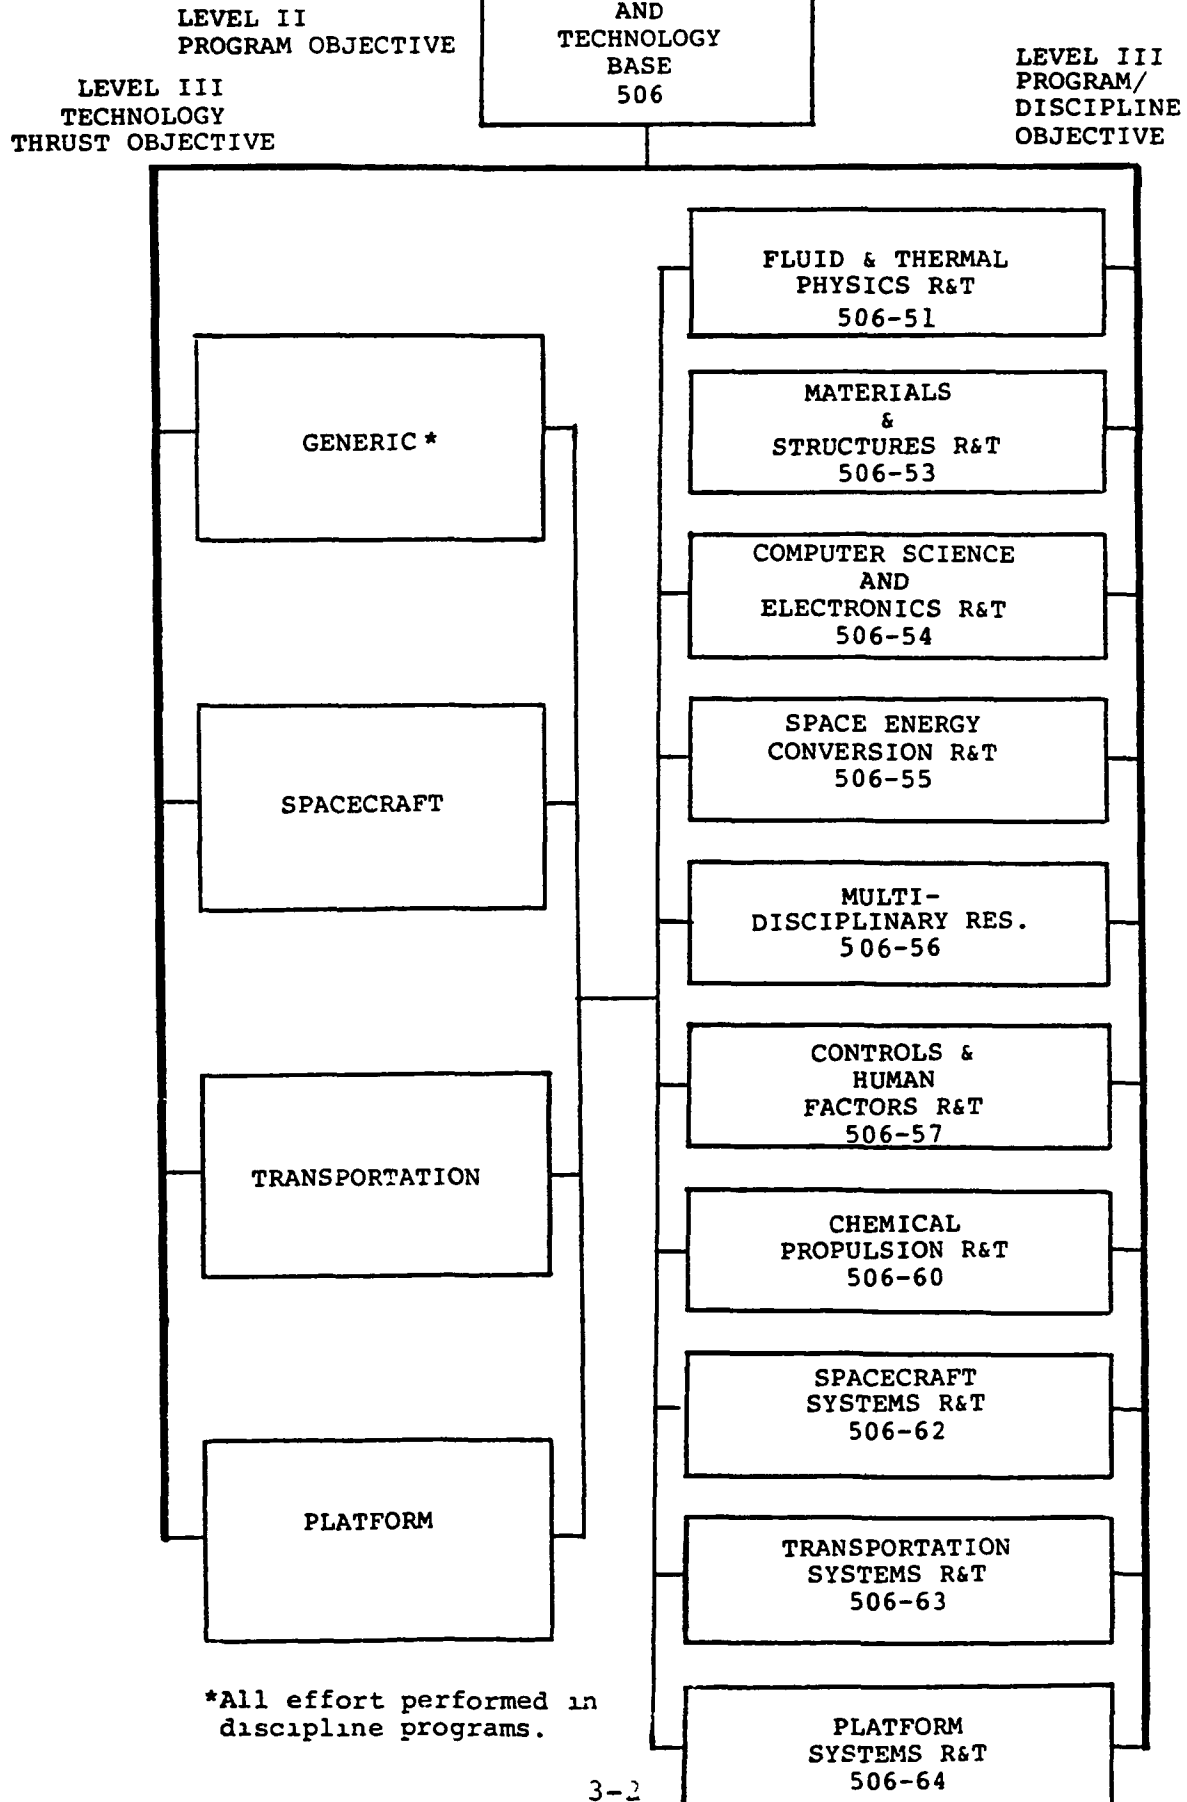 LEVEL II
PROGRAM OBJECTIVE
AND
TECHNOLOGY
BASE
506
LEVEL III
TECHNOLOGY
THRUST OBJECTIVE
LEVEL III
PROGRAM/
DISCIPLINE
OBJECTIVE
GENERIC*
SPACECRAFT
TRANSPORTATION
PLATFORM
*All effort performed in
discipline programs.
FLUID & THERMAL
PHYSICS R&T
506-51
MATERIALS
&
STRUCTURES R&T
506-53
COMPUTER SCIENCE
AND
ELECTRONICS R&T
506-54
SPACE ENERGY
CONVERSION R&T
506-55
MULTI-
DISCIPLINARY RES.
506-56
CONTROLS &
HUMAN
FACTORS R&T
506-57
CHEMICAL
PROPULSION R&T
506-60
SPACECRAFT
SYSTEMS R&T
506-62
TRANSPORTATION
SYSTEMS R&T
506-63
PLATFORM
SYSTEMS R&T
506-64
3-2